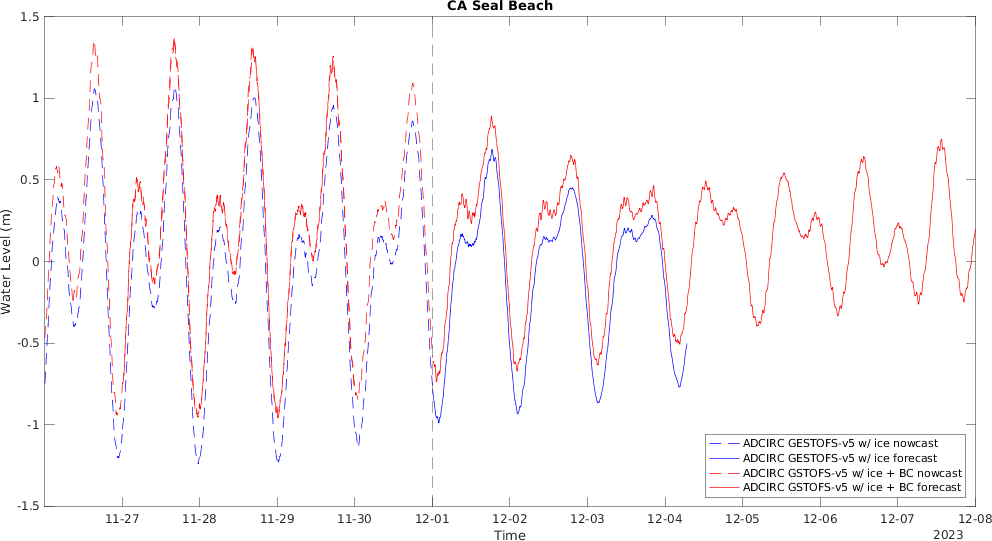 CA Seal Beach
1.5
1
0.5
0
-0.5
-1
-1.5
Water Level (m)
11-27 11-28 11-29 11-30 12-01 12-02 12-03 12-04 12-05 12-06 12-07 12-08
Time
2023
ADCIRC GESTOFS-v5 w/ ice nowcast
ADCIRC GESTOFS-v5 w/ ice forecast
ADCIRC GSTOFS-v5 w/ ice + BC nowcast
ADCIRC GSTOFS-v5 w/ ice + BC forecast